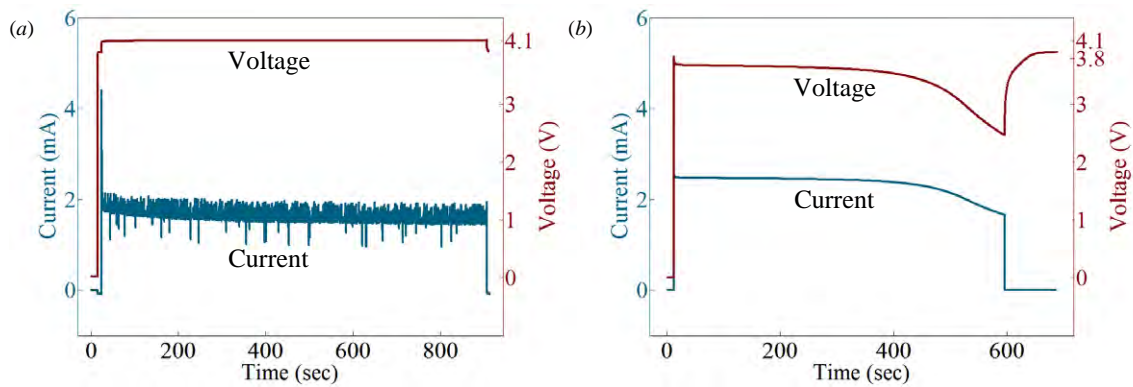 (a)
6
4
2
0
Current (mA)
4.1
3
2
1
0
Voltage (V)
Voltage
Current
0 200 400 600 800
Time (sec)
(b)
6
4
2
0
Current (mA)
4.1
3.8
3
2
1
0
Voltage (V)
Voltage
Current
0 200 400 600
Time (sec)